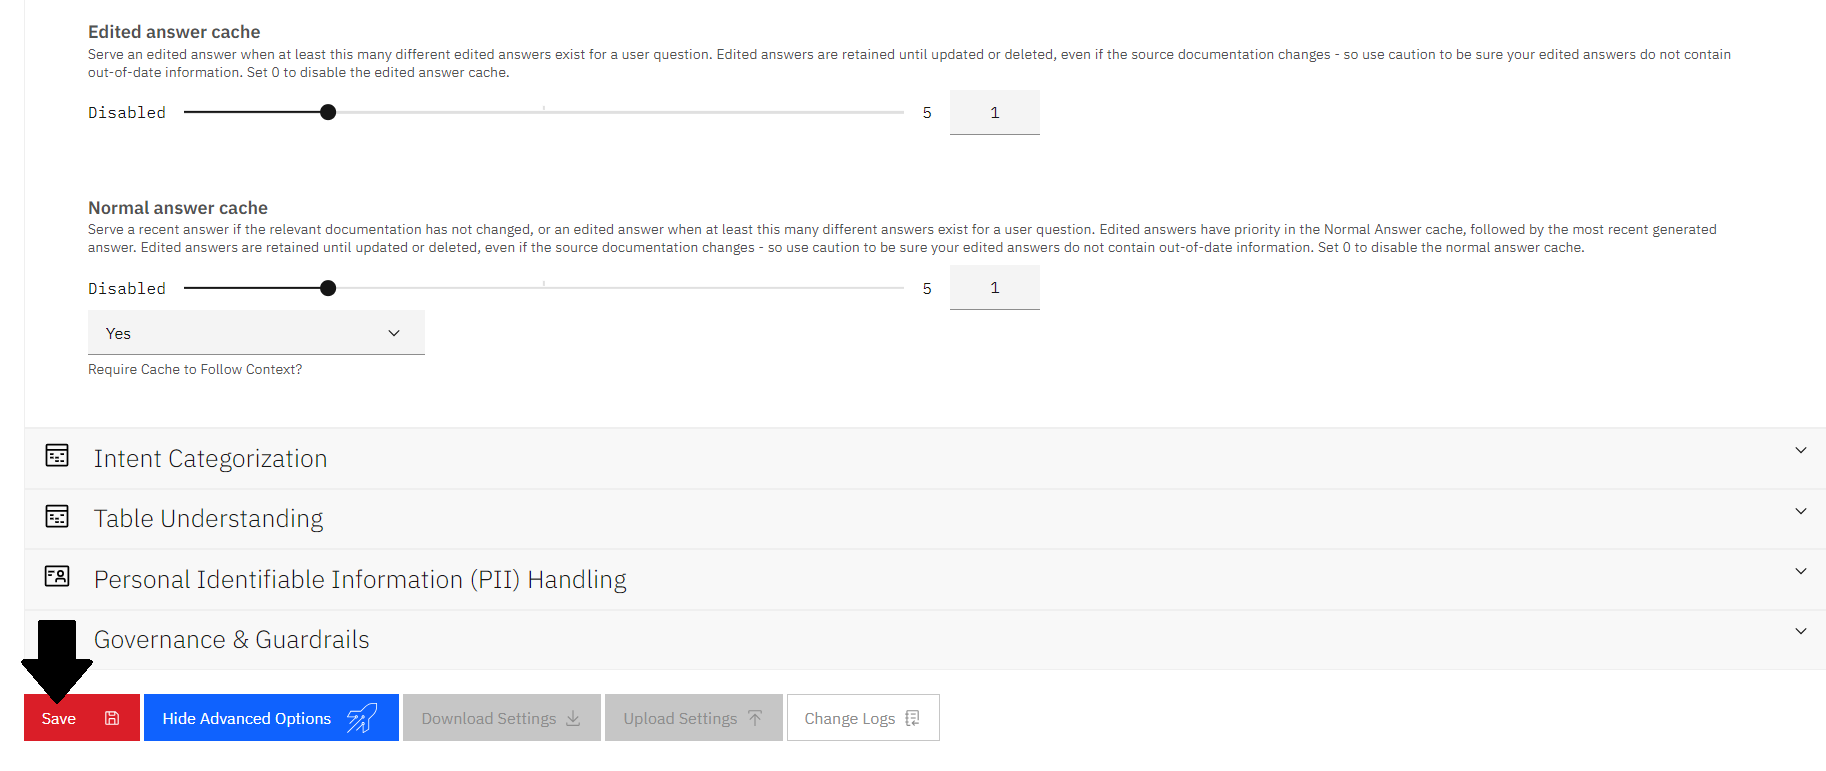 Edited answer cache
Serve an edited answer when at least this many different edited answers exist for a user question. Edited answers are retained until updated or deleted, even if the source documentation changes - so use caution to be sure your edited answers do not contain
out-of-date information. Set 0 to disable the edited answer cache.
Disabled 5 1
Normal answer cache
Serve a recent answer if the relevant documentation has not changed, or an edited answer when at least this many different answers exist for a user question. Edited answers have priority in the Normal Answer cache, followed by the most recent generated
answer. Edited answers are retained until updated or deleted, even if the source documentation changes - so use caution to be sure your edited answers do not contain out-of-date information. Set 0 to disable the normal answer cache.
Disabled 5 1
Yes
Require Cache to Follow Context?
Intent Categorization
Table Understanding
Personal Identifiable Information (PII) Handling
Governance & Guardrails
Save Hide Advanced Options Download Settings Upload Settings Change Logs